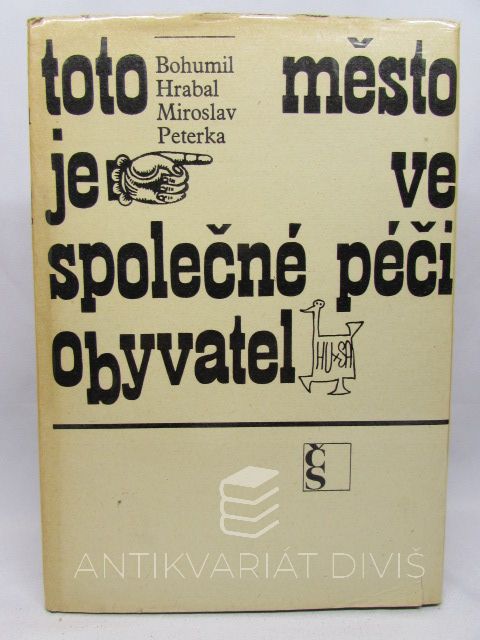 toto město
Bohumil
Hrabal
Miroslav
Peterka
je ve
společné péči
obyvatel
HUSA
ČS
ANTIKVARIÁT DIVIŠ